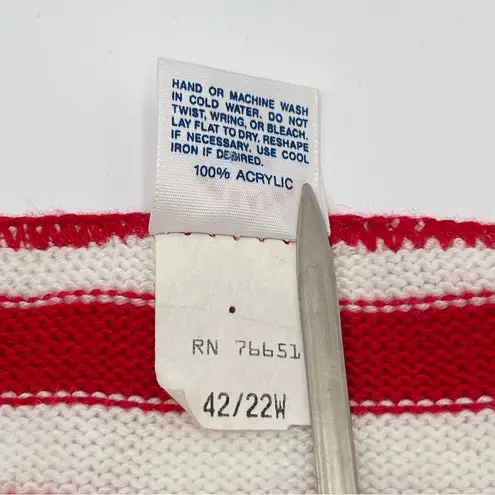 HAND OR MACHINE WASH
IN COLD WATER. DO NOT
TWIST, WRING, OR BLEACH.
LAY FLAT TO DRY. RESHAPE
IF NECESSARY. USE COOL
IRON IF DESIRED.
100% ACRYLIC
RN 76651
42/22W